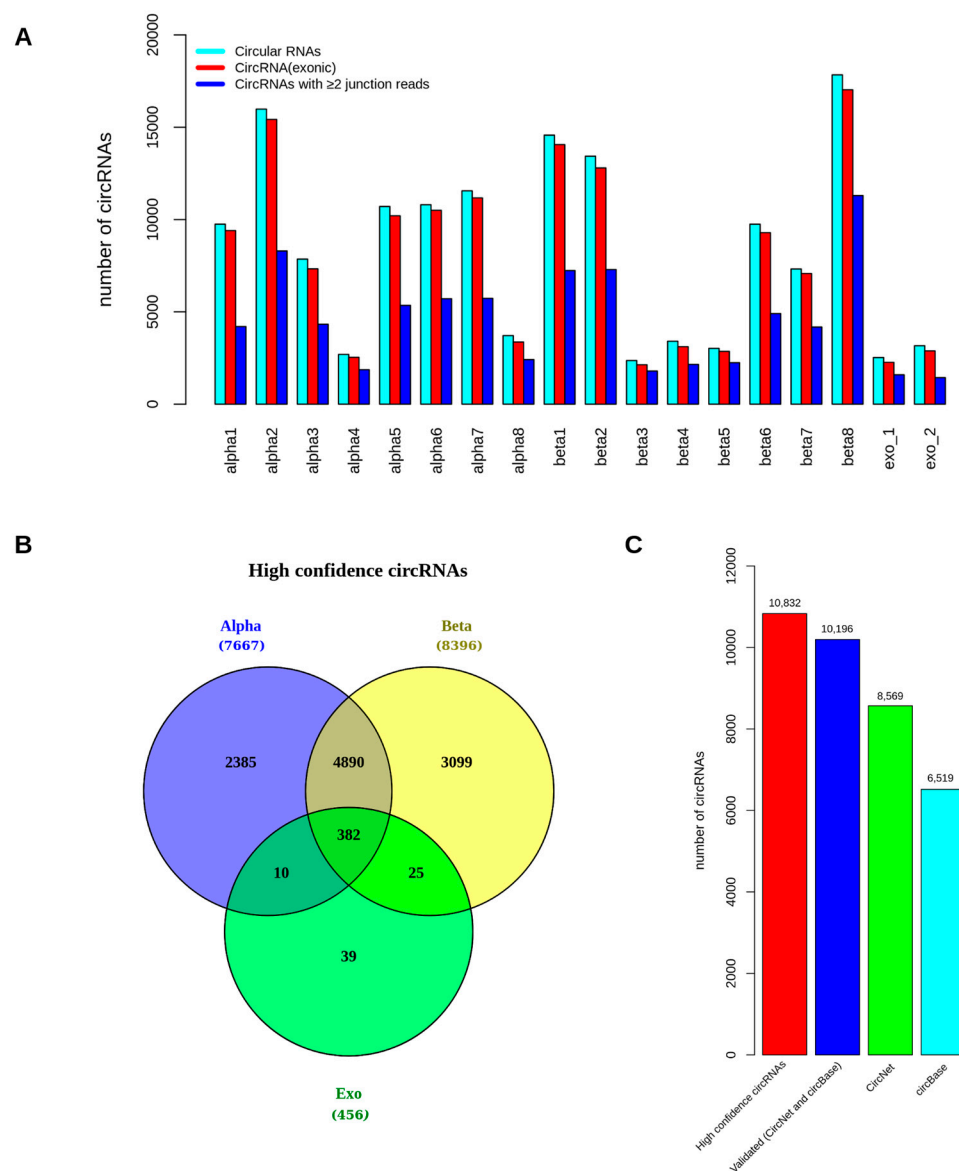 A
number of circRNAs
20000
15000
10000
5000
0
Circular RNAs
CircRNA(exonic)
CircRNAs with ≥2 junction reads
alpha1
alpha2
alpha3
alpha4
alpha5
alpha6
alpha7
alpha8
beta1
beta2
beta3
beta4
beta5
beta6
beta7
beta8
exo_1
exo_2
B
High confidence circRNAs
Alpha
(7667)
Beta
(8396)
2385
4890
3099
382
10
25
39
Exo
(456)
C
number of circRNAs
12000
10000
8000
6000
4000
2000
0
10,832
10,196
8,569
6,519
High confidence circRNAs
Validated (CircNet and circBase)
CircNet
circBase